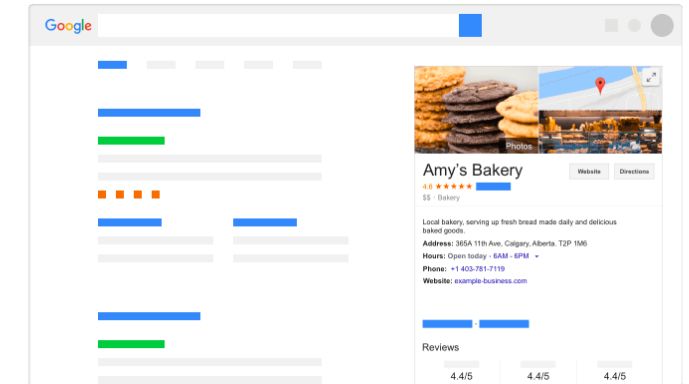 Google
Photos
Amy's Bakery
Website
Directions
4.6 ★★★★★
$$ · Bakery
Local bakery, serving up fresh bread made daily and delicious
baked goods.
Address: 365A 11th Ave, Calgary, Alberta, T2P 1M6
Hours: Open today · 6AM - 6PM
Phone: +1 403-781-7119
Website: example-business.com
-
Reviews
4.4/5
4.4/5
4.4/5